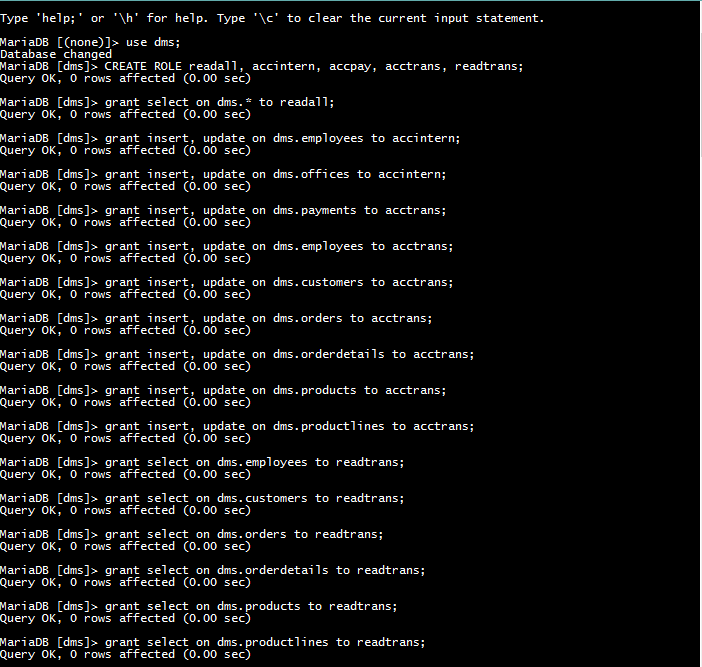 Type 'help;' or '\h' for help. Type '\c' to clear the current input statement.
MariaDB [(none)]> use dms;
Database changed
MariaDB [dms]> CREATE ROLE readall, accintern, accpay, acctrans, readtrans;
Query OK, 0 rows affected (0.00 sec)
MariaDB [dms]> grant select on dms.* to readall;
Query OK, 0 rows affected (0.00 sec)
MariaDB [dms]> grant insert, update on dms.employees to accintern;
Query OK, 0 rows affected (0.00 sec)
MariaDB [dms]> grant insert, update on dms.offices to accintern;
Query OK, 0 rows affected (0.00 sec)
MariaDB [dms]> grant insert, update on dms.payments to acctrans;
Query OK, 0 rows affected (0.00 sec)
MariaDB [dms]> grant insert, update on dms.employees to acctrans;
Query OK, 0 rows affected (0.00 sec)
MariaDB [dms]> grant insert, update on dms.customers to acctrans;
Query OK, 0 rows affected (0.00 sec)
MariaDB [dms]> grant insert, update on dms.orders to acctrans;
Query OK, 0 rows affected (0.00 sec)
MariaDB [dms]> grant insert, update on dms.orderdetails to acctrans;
Query OK, 0 rows affected (0.00 sec)
MariaDB [dms]> grant insert, update on dms.products to acctrans;
Query OK, 0 rows affected (0.00 sec)
MariaDB [dms]> grant insert, update on dms.productlines to acctrans;
Query OK, 0 rows affected (0.00 sec)
MariaDB [dms]> grant select on dms.employees to readtrans;
Query OK, 0 rows affected (0.00 sec)
MariaDB [dms]> grant select on dms.customers to readtrans;
Query OK, 0 rows affected (0.00 sec)
MariaDB [dms]> grant select on dms.orders to readtrans;
Query OK, 0 rows affected (0.00 sec)
MariaDB [dms]> grant select on dms.orderdetails to readtrans;
Query OK, 0 rows affected (0.00 sec)
MariaDB [dms]> grant select on dms.products to readtrans;
Query OK, 0 rows affected (0.00 sec)
MariaDB [dms]> grant select on dms.productlines to readtrans;
Query OK, 0 rows affected (0.00 sec)